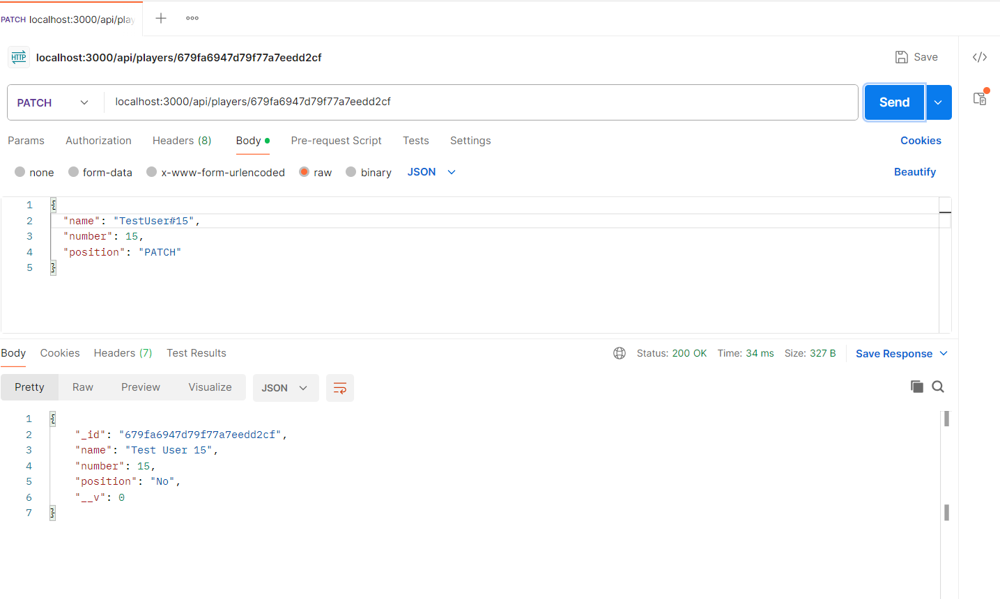 PATCH localhost:3000/api/play
HTTP localhost:3000/api/players/679fa6947d79f77a7eedd2cf Save
PATCH localhost:3000/api/players/679fa6947d79f77a7eedd2cf Send
Params Authorization Headers (8) Body Pre-request Script Tests Settings Cookies
none form-data x-www-form-urlencoded raw binary JSON Beautify
1 {
2 "name": "TestUser#15",
3 "number": 15,
4 "position": "PATCH"
5 }
Body Cookies Headers (7) Test Results Status: 200 OK Time: 34 ms Size: 327 B Save Response
Pretty Raw Preview Visualize JSON
1 {
2 "_id": "679fa6947d79f77a7eedd2cf",
3 "name": "Test User 15",
4 "number": 15,
5 "position": "No",
6 "__v": 0
7 }